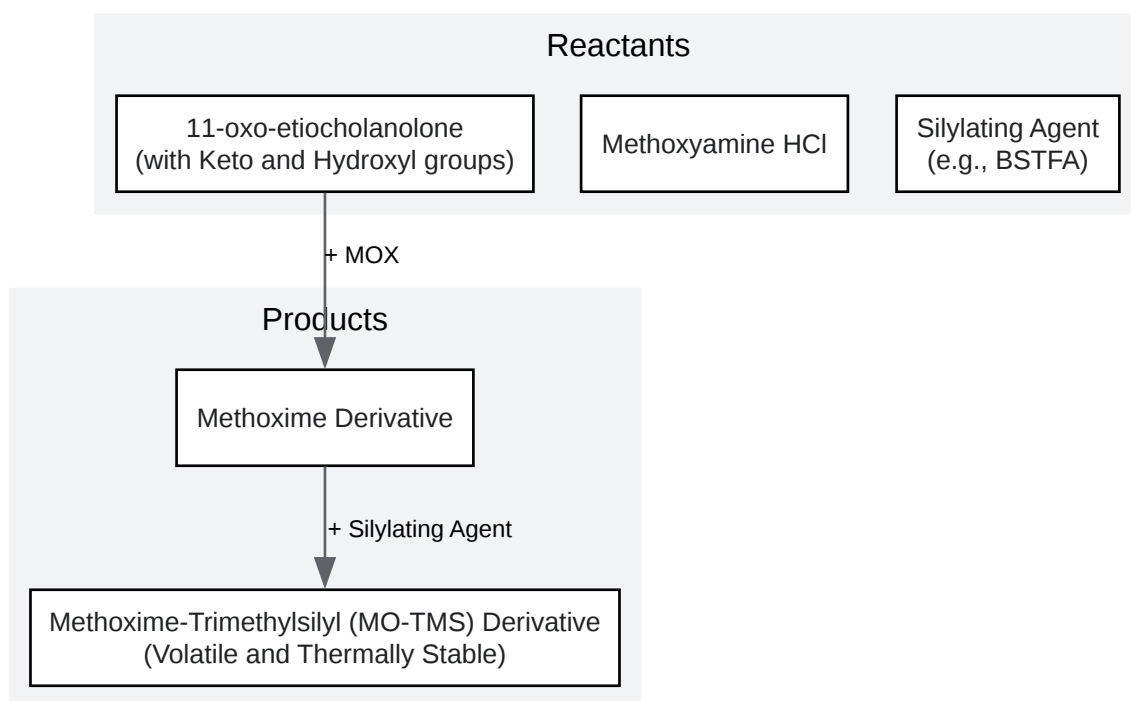 Reactants
11-oxo-etiocholanolone
(with Keto and Hydroxyl groups)
Methoxyamine HCl
Silylating Agent
(e.g., BSTFA)
+ MOX
Products
Methoxime Derivative
+ Silylating Agent
Methoxime-Trimethylsilyl (MO-TMS) Derivative
(Volatile and Thermally Stable)